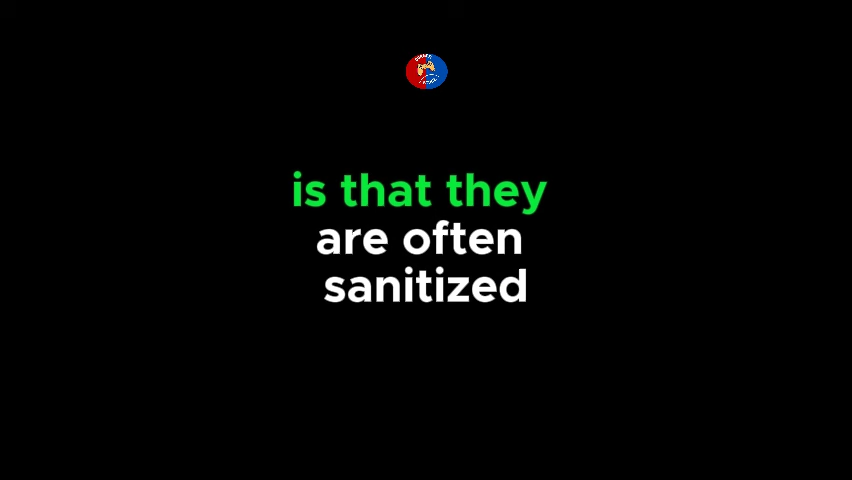 is that they
are often
sanitized